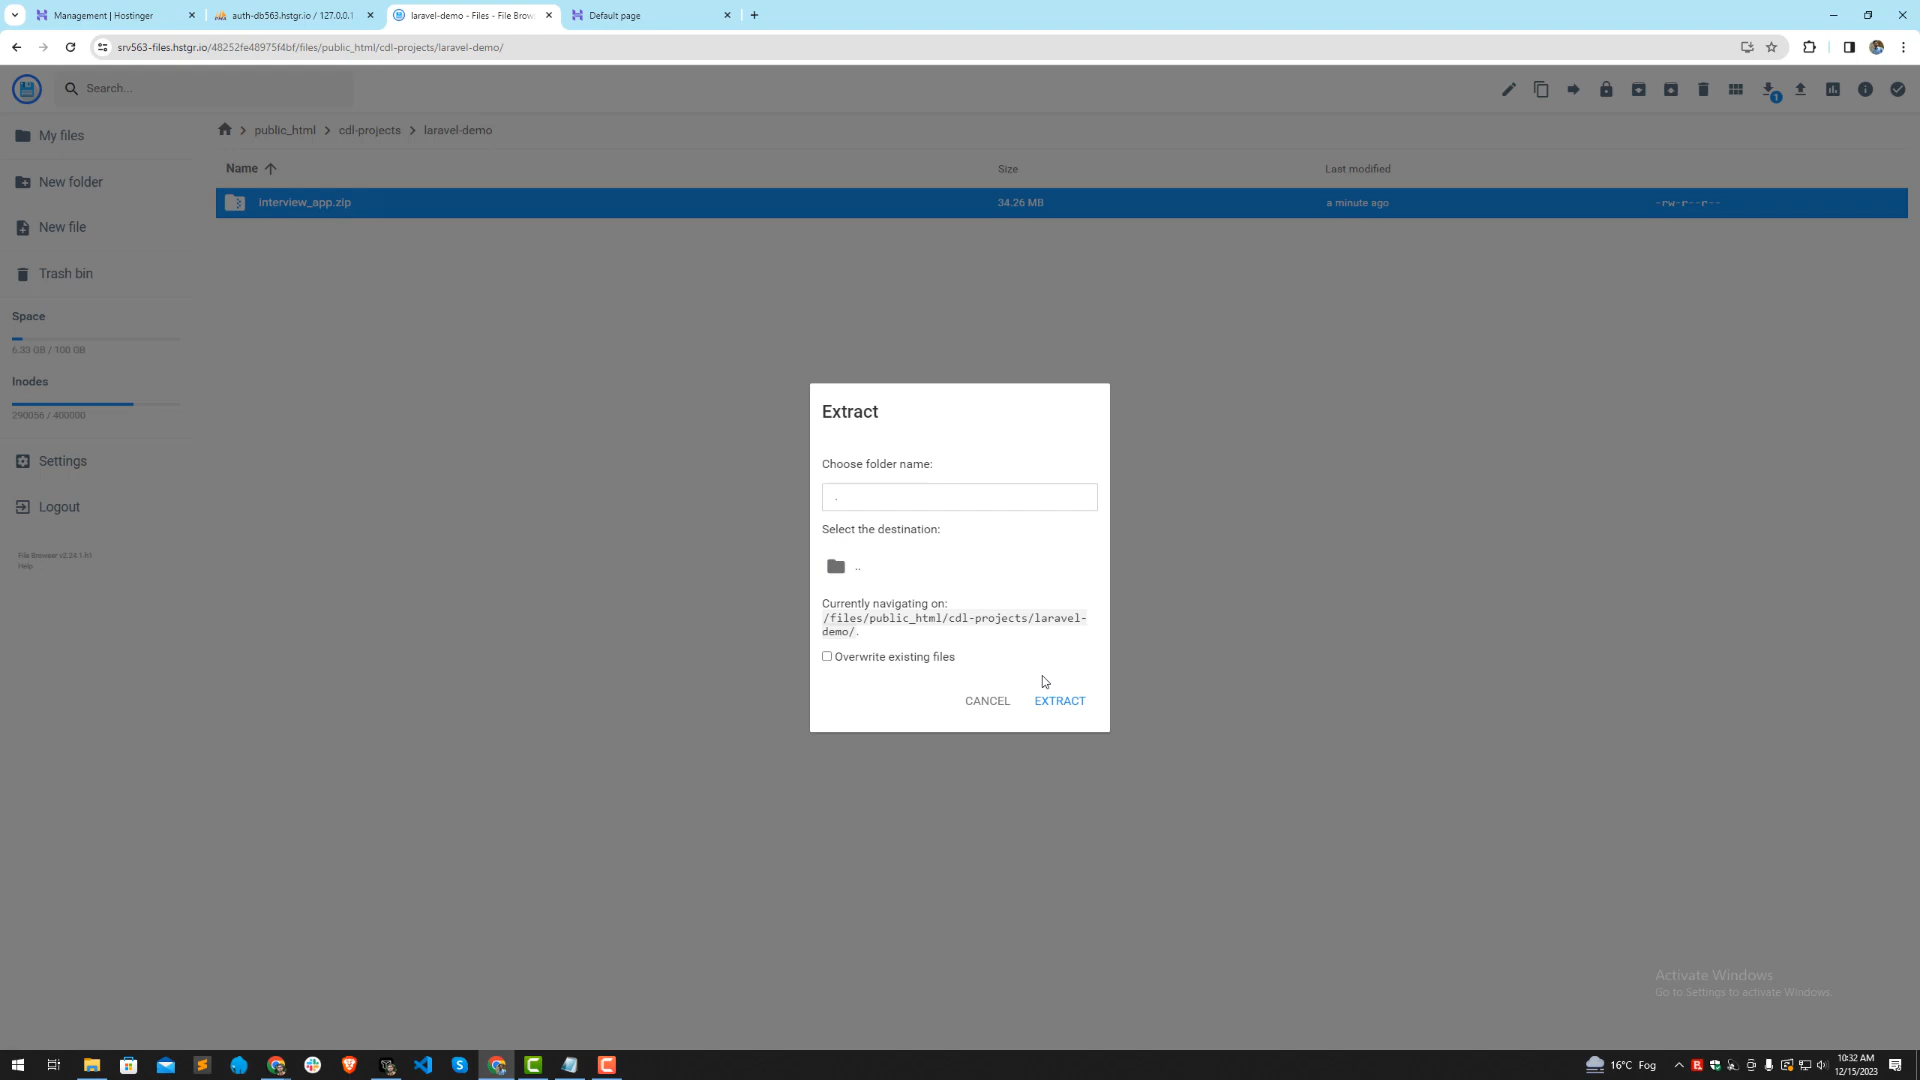 Management | Hostinger
auth-db563.hstgr.io / 127.0.0.1
laravel-demo - Files - File Brows
Default page
srv563-files.hstgr.io/48252fe48975f4bf/files/public_html/cdl-projects/laravel-demo/
Search...
1
My files
New folder
New file
Trash bin
Space
6.33 GB / 100 GB
Inodes
290056 / 400000
Settings
Logout
File Browser v2.24.1-h1
Help
public_html
cdl-projects
laravel-demo
Name
Size
Last modified
interview_app.zip
34.26 MB
a minute ago
-rw-r--r--
Extract
Choose folder name:
.
Select the destination:
..
Currently navigating on:
/files/public_html/cdl-projects/laravel-
demo/.
Overwrite existing files
CANCEL
EXTRACT
Activate Windows
Go to Settings to activate Windows.
16°C Fog
10:32 AM
12/15/2023